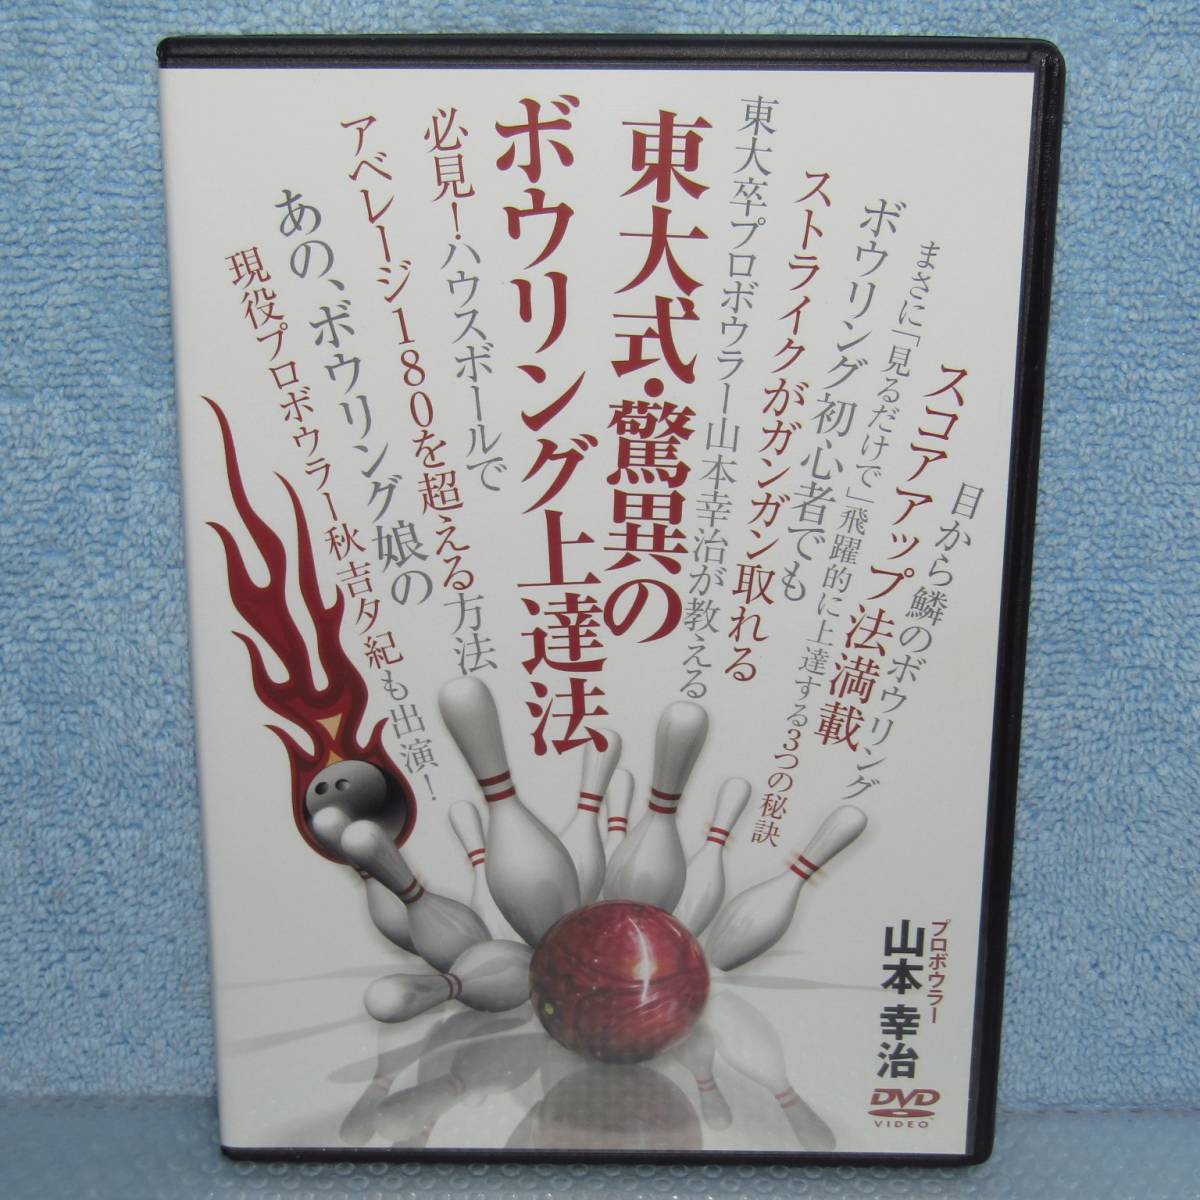 目から鱗のボウリング
スコアアップ法満載
まさに「見るだけで」飛躍的に上達する3つの秘訣
ボウリング初心者でも
ストライクがガンガン取れる
東大卒プロボウラー山本幸治が教える
東大式・驚異の
ボウリング上達法
必見！ハウスボールで
アベレージ180を超える方法
あの、ボウリング娘の
現役プロボウラー秋吉夕紀も出演！
プロボウラー
山本 幸治
DVD
VIDEO